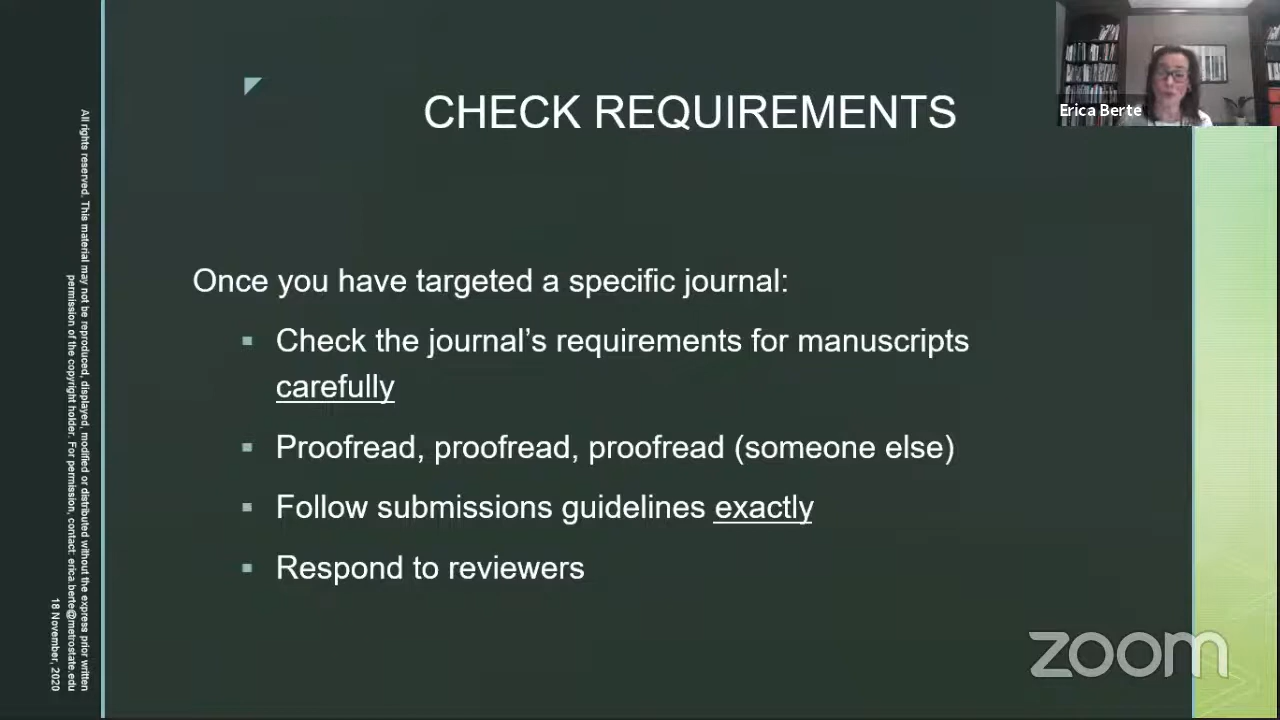 CHECK REQUIREMENTS
Erica Berte
Once you have targeted a specific journal:
Check the journal's requirements for manuscripts
carefully
Proofread, proofread, proofread (someone else)
Follow submissions guidelines exactly
Respond to reviewers
zoom
All rights reserved. This material may not be reproduced, displayed, modified or distributed without the express prior written
permission of the copyright holder. For permission, contact: erica.berte@metrostate.edu
18 November, 2020